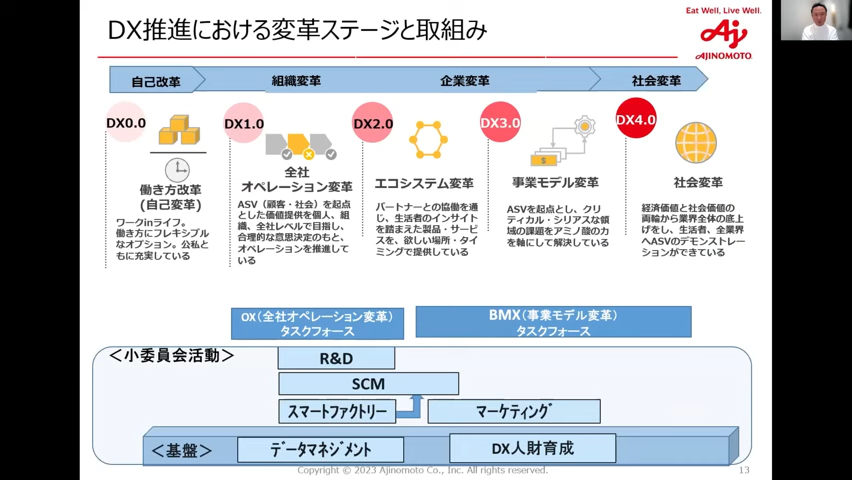 DX推進における変革ステージと取組み
Eat Well, Live Well.
AJINOMOTO
自己改革
組織変革
企業変革
社会変革
DX0.0
DX1.0
DX2.0
DX3.0
DX4.0
働き方改革
(自己変革)
ワークinライフ。
働き方にフレキシブル
なオプション。公私と
もに充実している
全社
オペレーション変革
ASV（顧客・社会）を起点
とした価値提供を個人、組
織、全社レベルで目指し、
合理的な意思決定のもと、
オペレーションを推進して
いる
エコシステム変革
パートナーとの協働を通
じ、生活者のインサイト
を踏まえた製品・サービ
スを、欲しい場所・タイ
ミングで提供している
$
事業モデル変革
ASVを起点とし、クリ
ティカル・シリアスな領
域の課題をアミノ酸の力
を軸にして解決している
社会変革
経済価値と社会価値の
両輪から業界全体の底上
げをし、生活者、全業界
へASVのデモンストレー
ションができている
OX（全社オペレーション変革）
タスクフォース
BMX（事業モデル変革）
タスクフォース
＜小委員会活動＞
R&D
SCM
スマートファクトリー
マーケティング
＜基盤＞
データマネジメント
DX人財育成
Copyright © 2023 Ajinomoto Co., Inc. All rights reserved.
13